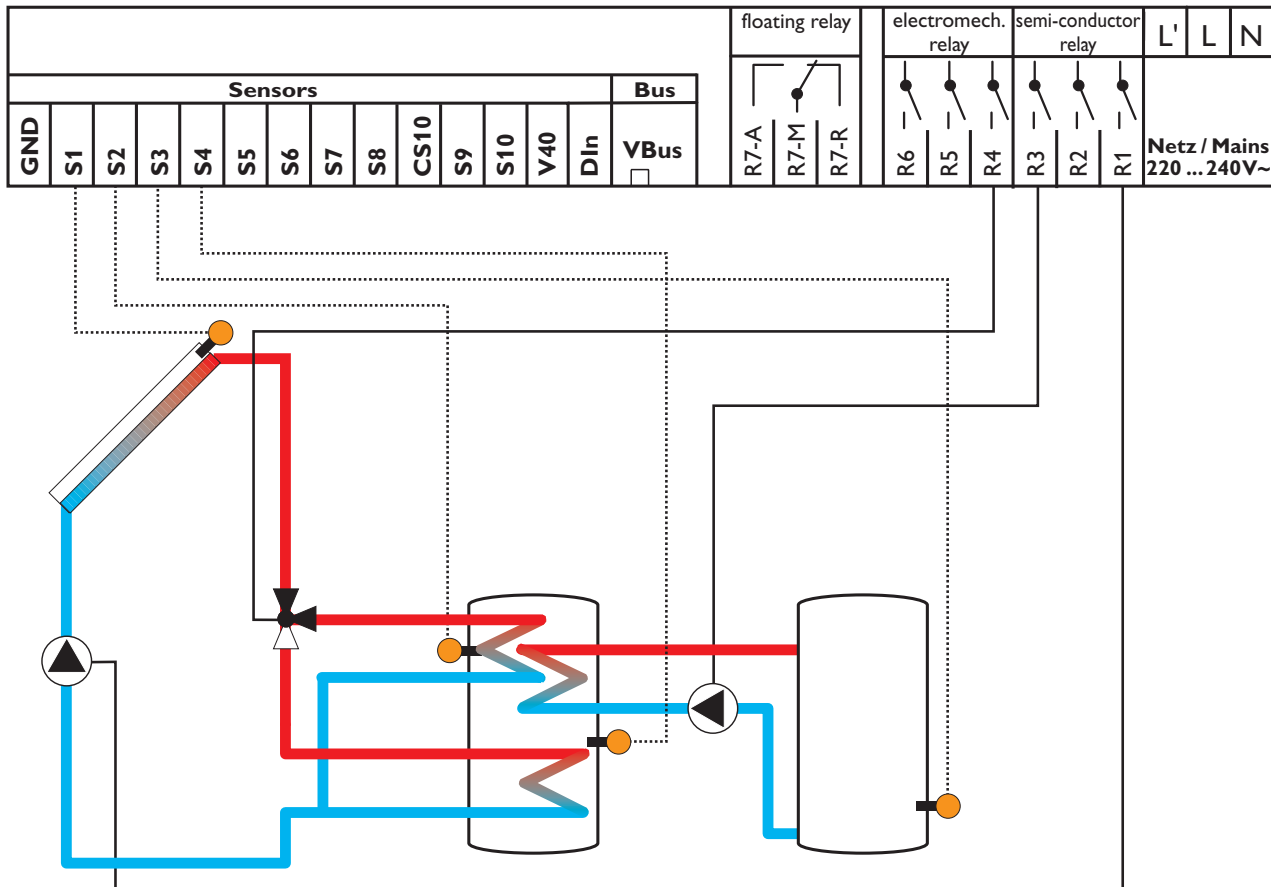 floating relay
electromech.
relay
semi-conductor
relay
L' L N
Sensors
Bus
GND S1 S2 S3 S4 S5 S6 S7 S8 CS10 S9 S10 V40 DIn
VBus
R7-A R7-M R7-R
R6 R5 R4 R3 R2 R1
Netz / Mains
220 ... 240V~